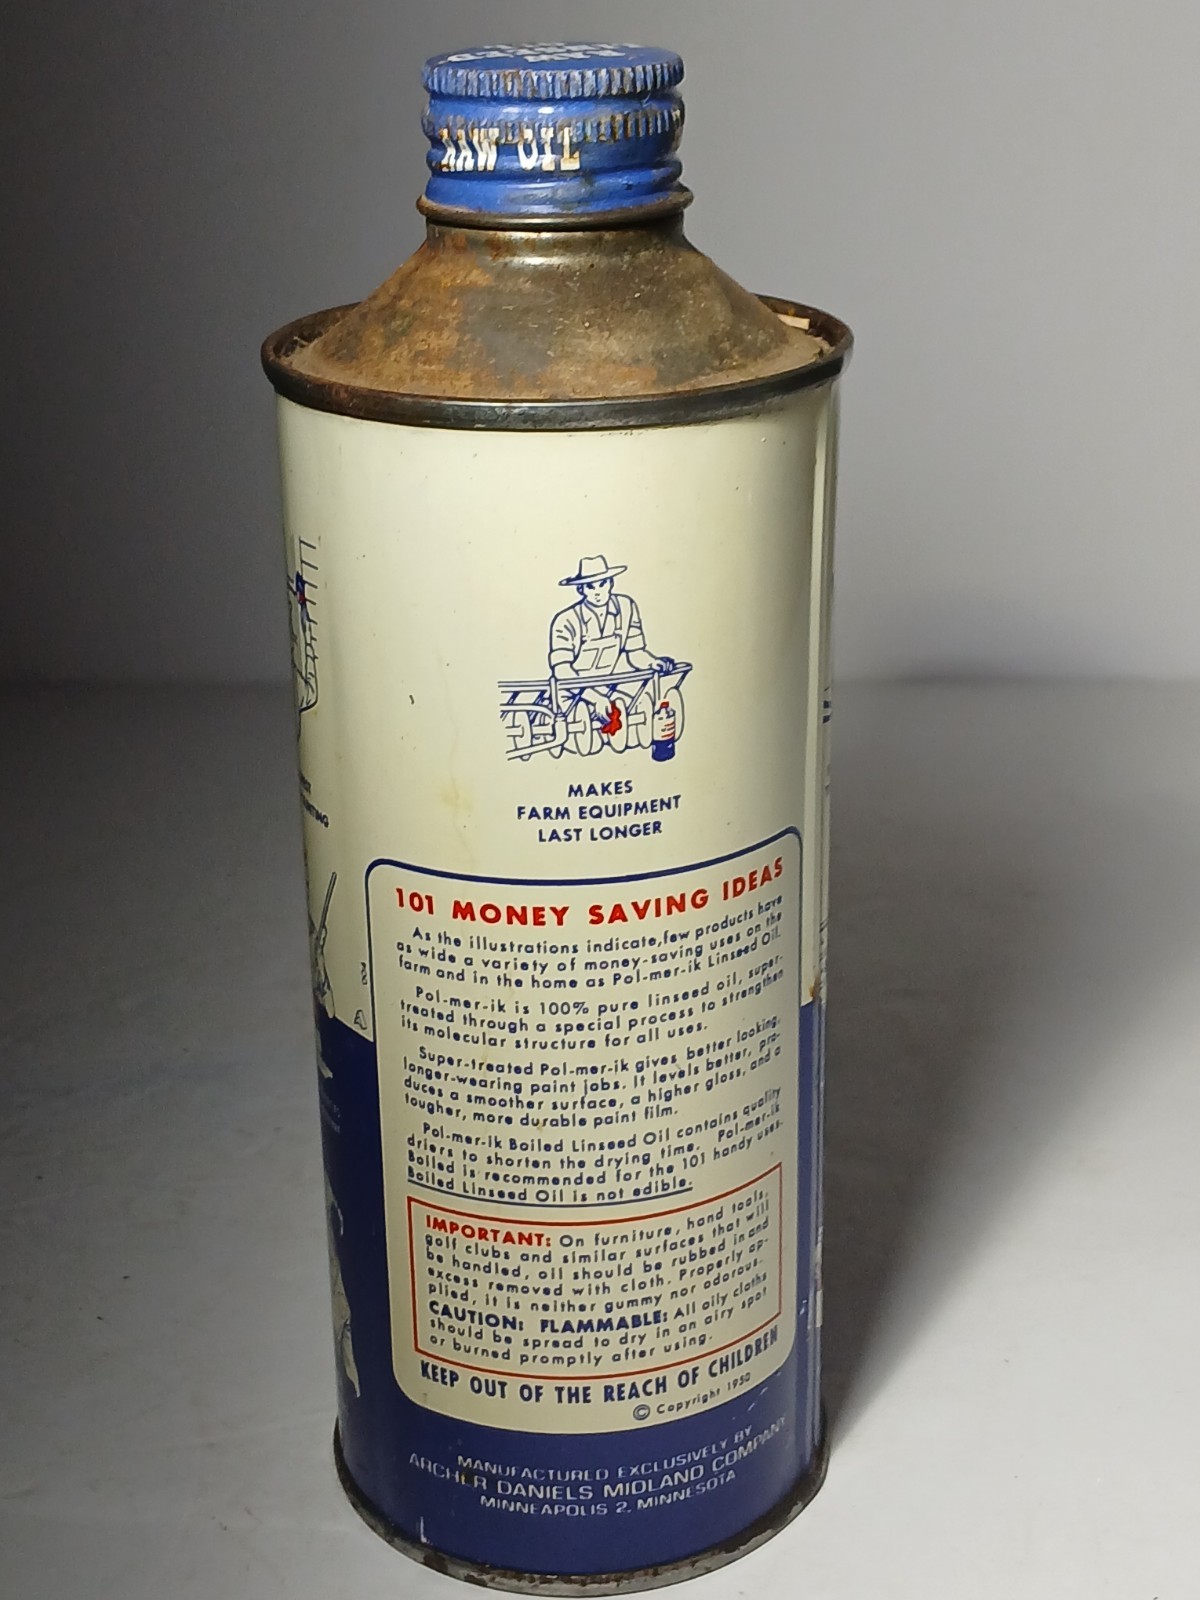 RAW
LINSEED
RAW OIL
MAKES
FARM EQUIPMENT
LAST LONGER
101 MONEY SAVING IDEAS
As the illustrations indicate, few products have
as wide a variety of money-saving uses on the
farm and in the home as Pol-mer-ik Linseed Oil.
Pol-mer-ik is 100% pure linseed oil, super-
treated through a special process to strengthen
its molecular structure for all uses.
Super-treated Pol-mer-ik gives better looking,
longer-wearing paint jobs. It levels better, pro-
duces a smoother surface, a higher gloss, and a
tougher, more durable paint film.
Pol-mer-ik Boiled Linseed Oil contains quality
driers to shorten the drying time. Pol-mer-ik
Boiled is recommended for the 101 handy uses.
Boiled Linseed Oil is not edible.
IMPORTANT: On furniture, hand tools,
golf clubs and similar surfaces that will
be handled, oil should be rubbed in and
excess removed with cloth. Properly ap-
plied, it is neither gummy nor odorous.
CAUTION: FLAMMABLE: All oily cloths
should be spread to dry in an airy spot
or burned promptly after using.
KEEP OUT OF THE REACH OF CHILDREN
© Copyright 1950
MANUFACTURED EXCLUSIVELY BY
ARCHER DANIELS MIDLAND COMPANY
MINNEAPOLIS 2, MINNESOTA